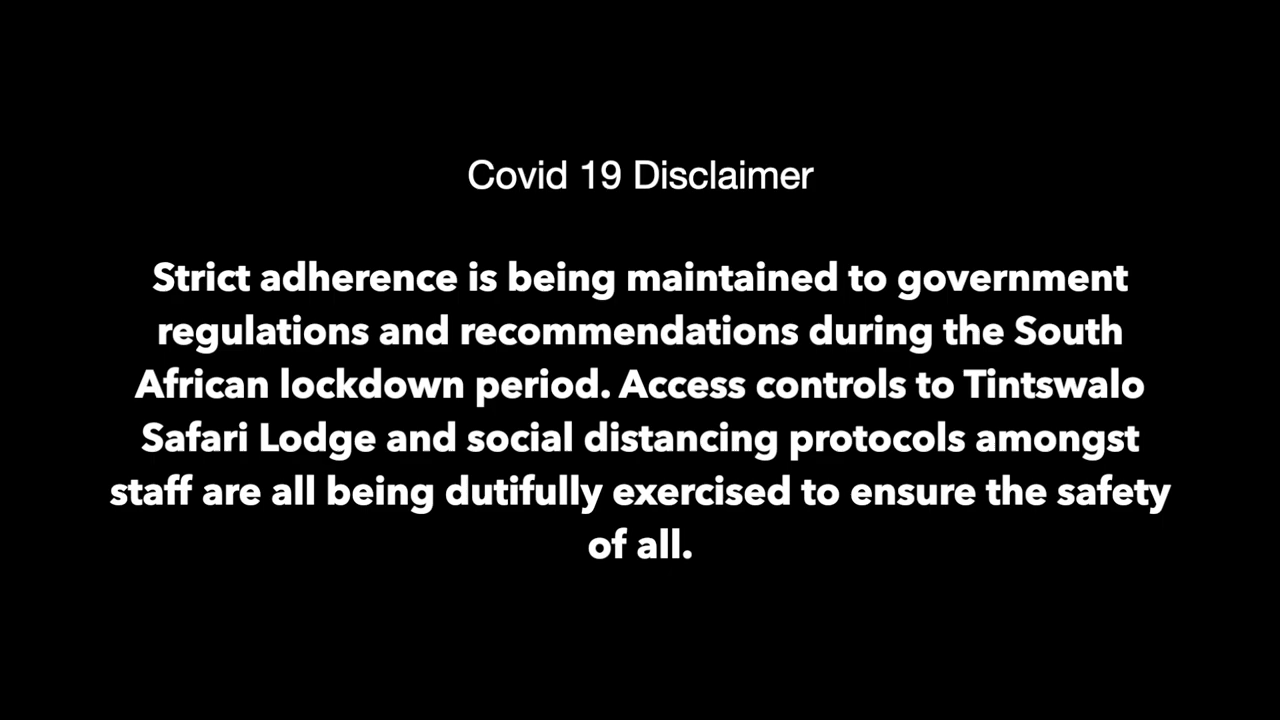 Covid 19 Disclaimer
Strict adherence is being maintained to government
regulations and recommendations during the South
African lockdown period. Access controls to Tintswalo
Safari Lodge and social distancing protocols amongst
staff are all being dutifully exercised to ensure the safety
of all.